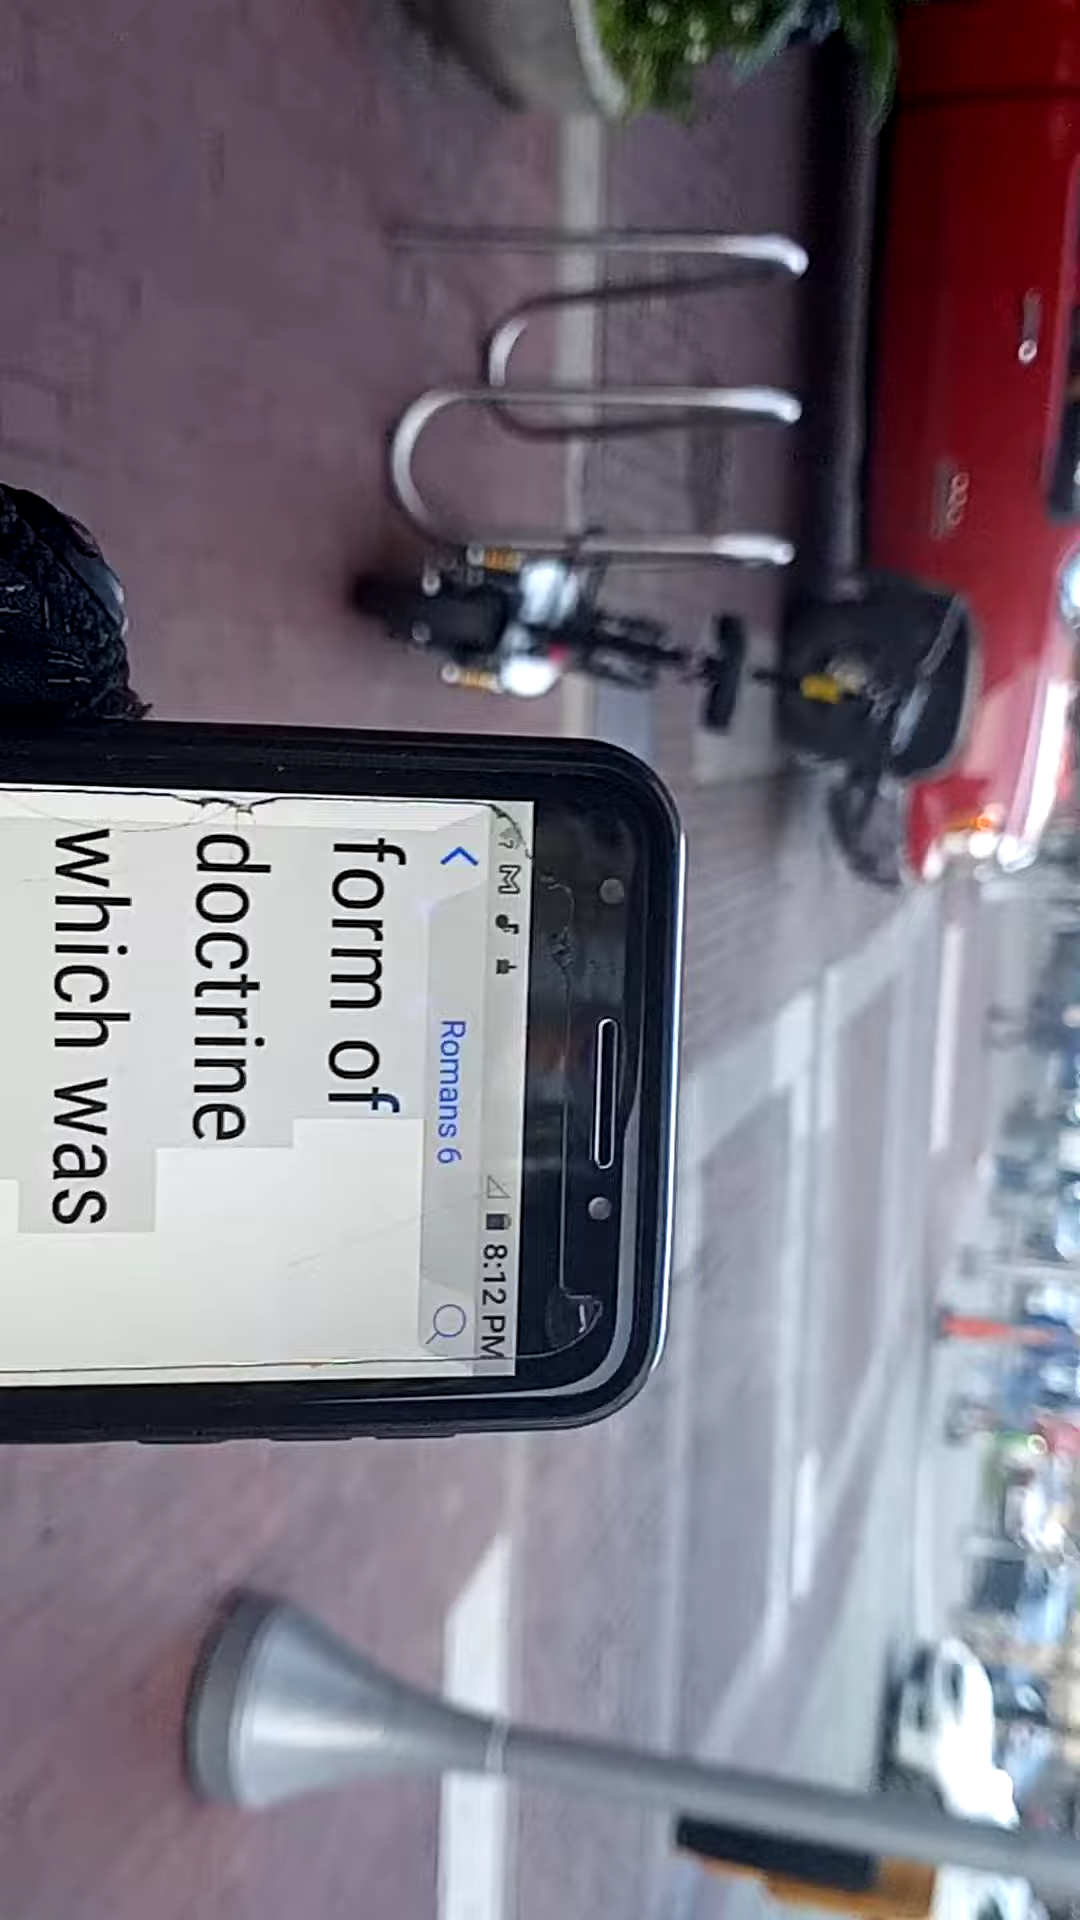 8:12 PM
Romans 6
form of
doctrine
which was